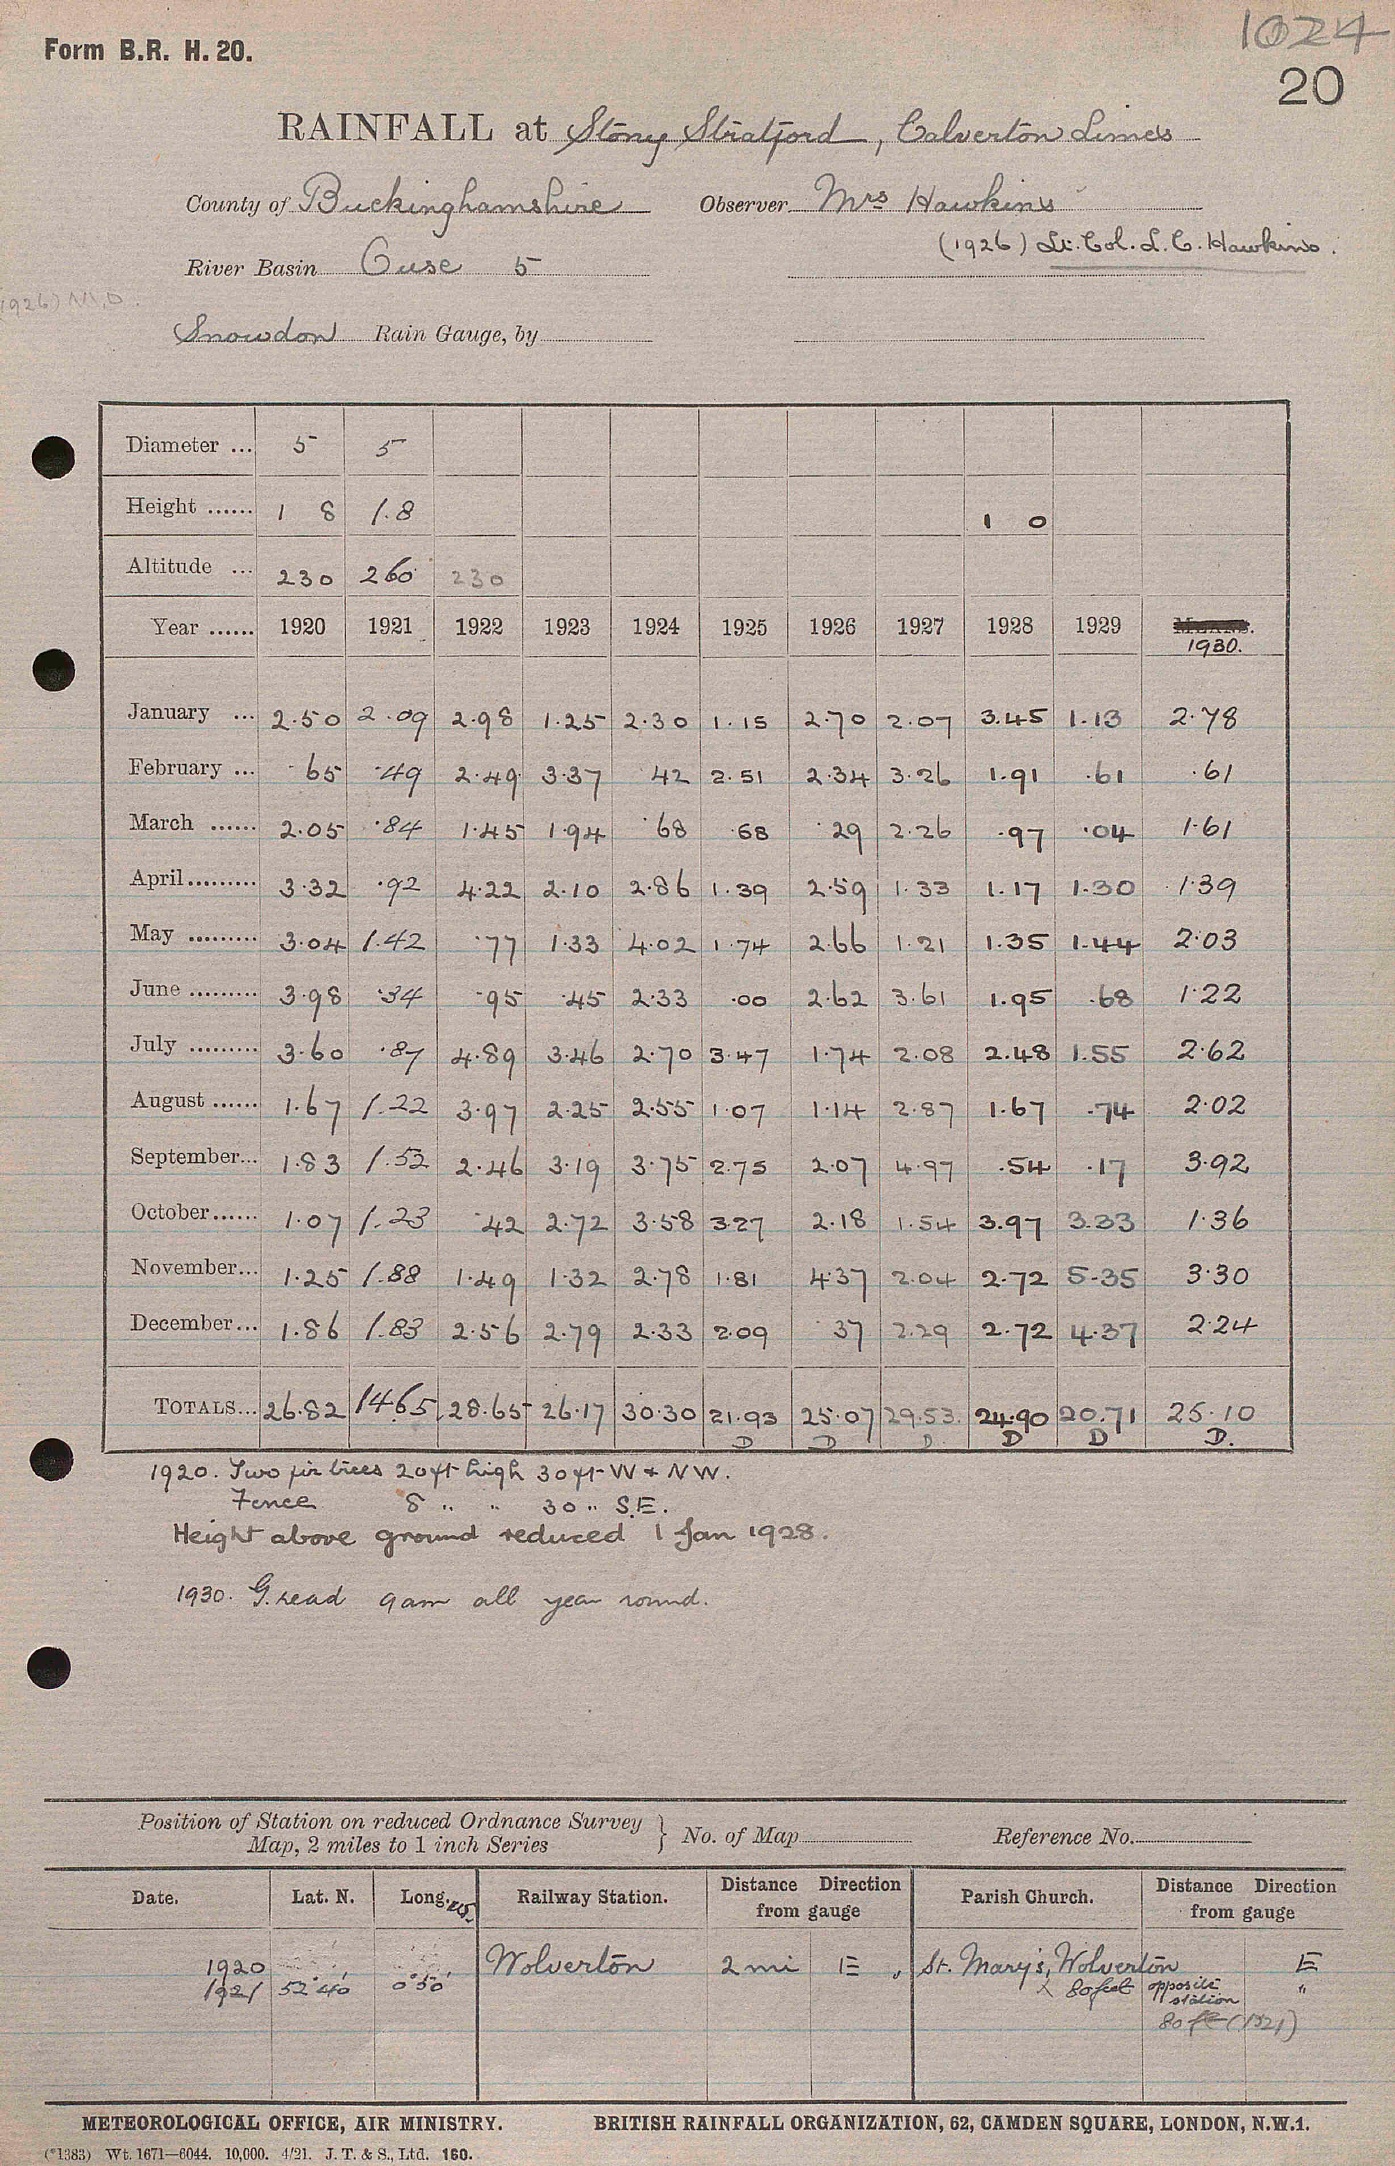 1024
Form B.R. H. 20.
20
RAINFALL at Stony Stratford, Calverton Limes
County of Buckinghamshire Observer Mrs Hawkins
(1926) Lt. Col. L. C. Hawkins.
River Basin Ouse 5
(1926) M.O.
Snowdon Rain Gauge, by
Diameter ... 5 5
Height ...... 1 8 1.8 1 0
Altitude ... 230 260 230
Year ...... 1920 1921 1922 1923 1924 1925 1926 1927 1928 1929 1930.
January ... 2.50 2.09 2.98 1.25 2.30 1.15 2.70 2.07 3.45 1.13 2.78
February ... .65 .49 2.49 3.37 42 2.51 2.34 3.26 1.91 .61 .61
March ...... 2.05 .84 1.45 1.94 .68 .68 .29 2.26 .97 .04 1.61
April......... 3.32 .92 4.22 2.10 2.86 1.39 2.59 1.33 1.17 1.30 1.39
May ......... 3.04 1.42 .77 1.33 4.02 1.74 2.66 1.21 1.35 1.44 2.03
June ......... 3.98 .34 .95 .45 2.33 .00 2.62 3.61 1.95 .68 1.22
July ......... 3.60 .87 4.89 3.46 2.70 3.47 1.74 2.08 2.48 1.55 2.62
August ...... 1.67 1.22 3.97 2.25 2.55 1.07 1.14 2.87 1.67 .74 2.02
September... 1.83 1.52 2.46 3.19 3.75 2.75 2.07 4.97 .54 .17 3.92
October...... 1.07 1.23 .42 2.72 3.58 3.27 2.18 1.54 3.97 3.33 1.36
November... 1.25 1.88 1.49 1.32 2.78 1.81 4.37 2.04 2.72 5.35 3.30
December... 1.86 1.83 2.56 2.79 2.33 2.09 37 2.29 2.72 4.37 2.24
TOTALS... 26.82 14.65 28.65 26.17 30.30 21.93 25.07 29.53. 24.90 20.71 25.10
D D D D D D.
1920. Two fir trees 20ft high 30ft W + NW.
Fence 8 " " 30 " S.E.
Height above ground reduced 1 Jan 1928.
1930. G. read 9am all year round.
Position of Station on reduced Ordnance Survey
Map, 2 miles to 1 inch Series } No. of Map Reference No.
Date. Lat. N. Long. W. Railway Station. Distance Direction from gauge Parish Church. Distance Direction from gauge
1920 Wolverton 2 mi E St. Mary's, Wolverton E
1921 52°40' 0°50' 80 feet opposite station "
80 ft (1921)
METEOROLOGICAL OFFICE, AIR MINISTRY. BRITISH RAINFALL ORGANIZATION, 62, CAMDEN SQUARE, LONDON, N.W.1.
(*1383) Wt. 1671—6044. 10,000. 4/21. J. T. & S., Ltd. 160.